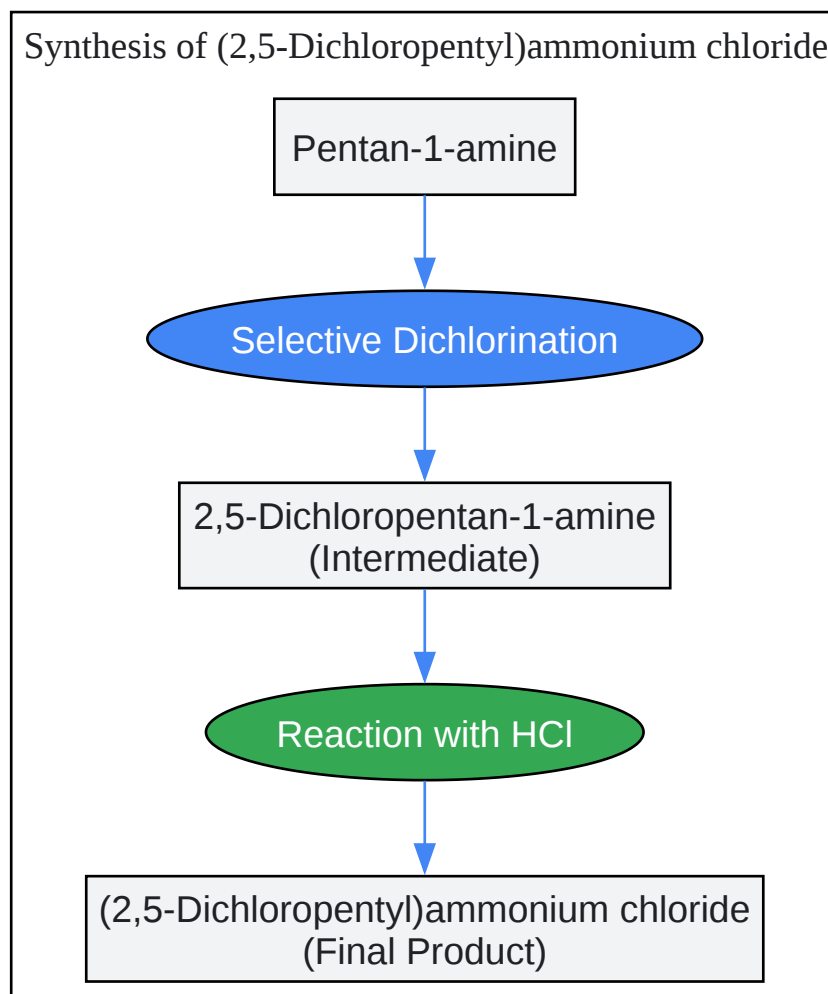 Synthesis of (2,5-Dichloropentyl)ammonium chloride
Pentan-1-amine
Selective Dichlorination
2,5-Dichloropentan-1-amine
(Intermediate)
Reaction with HCl
(2,5-Dichloropentyl)ammonium chloride
(Final Product)